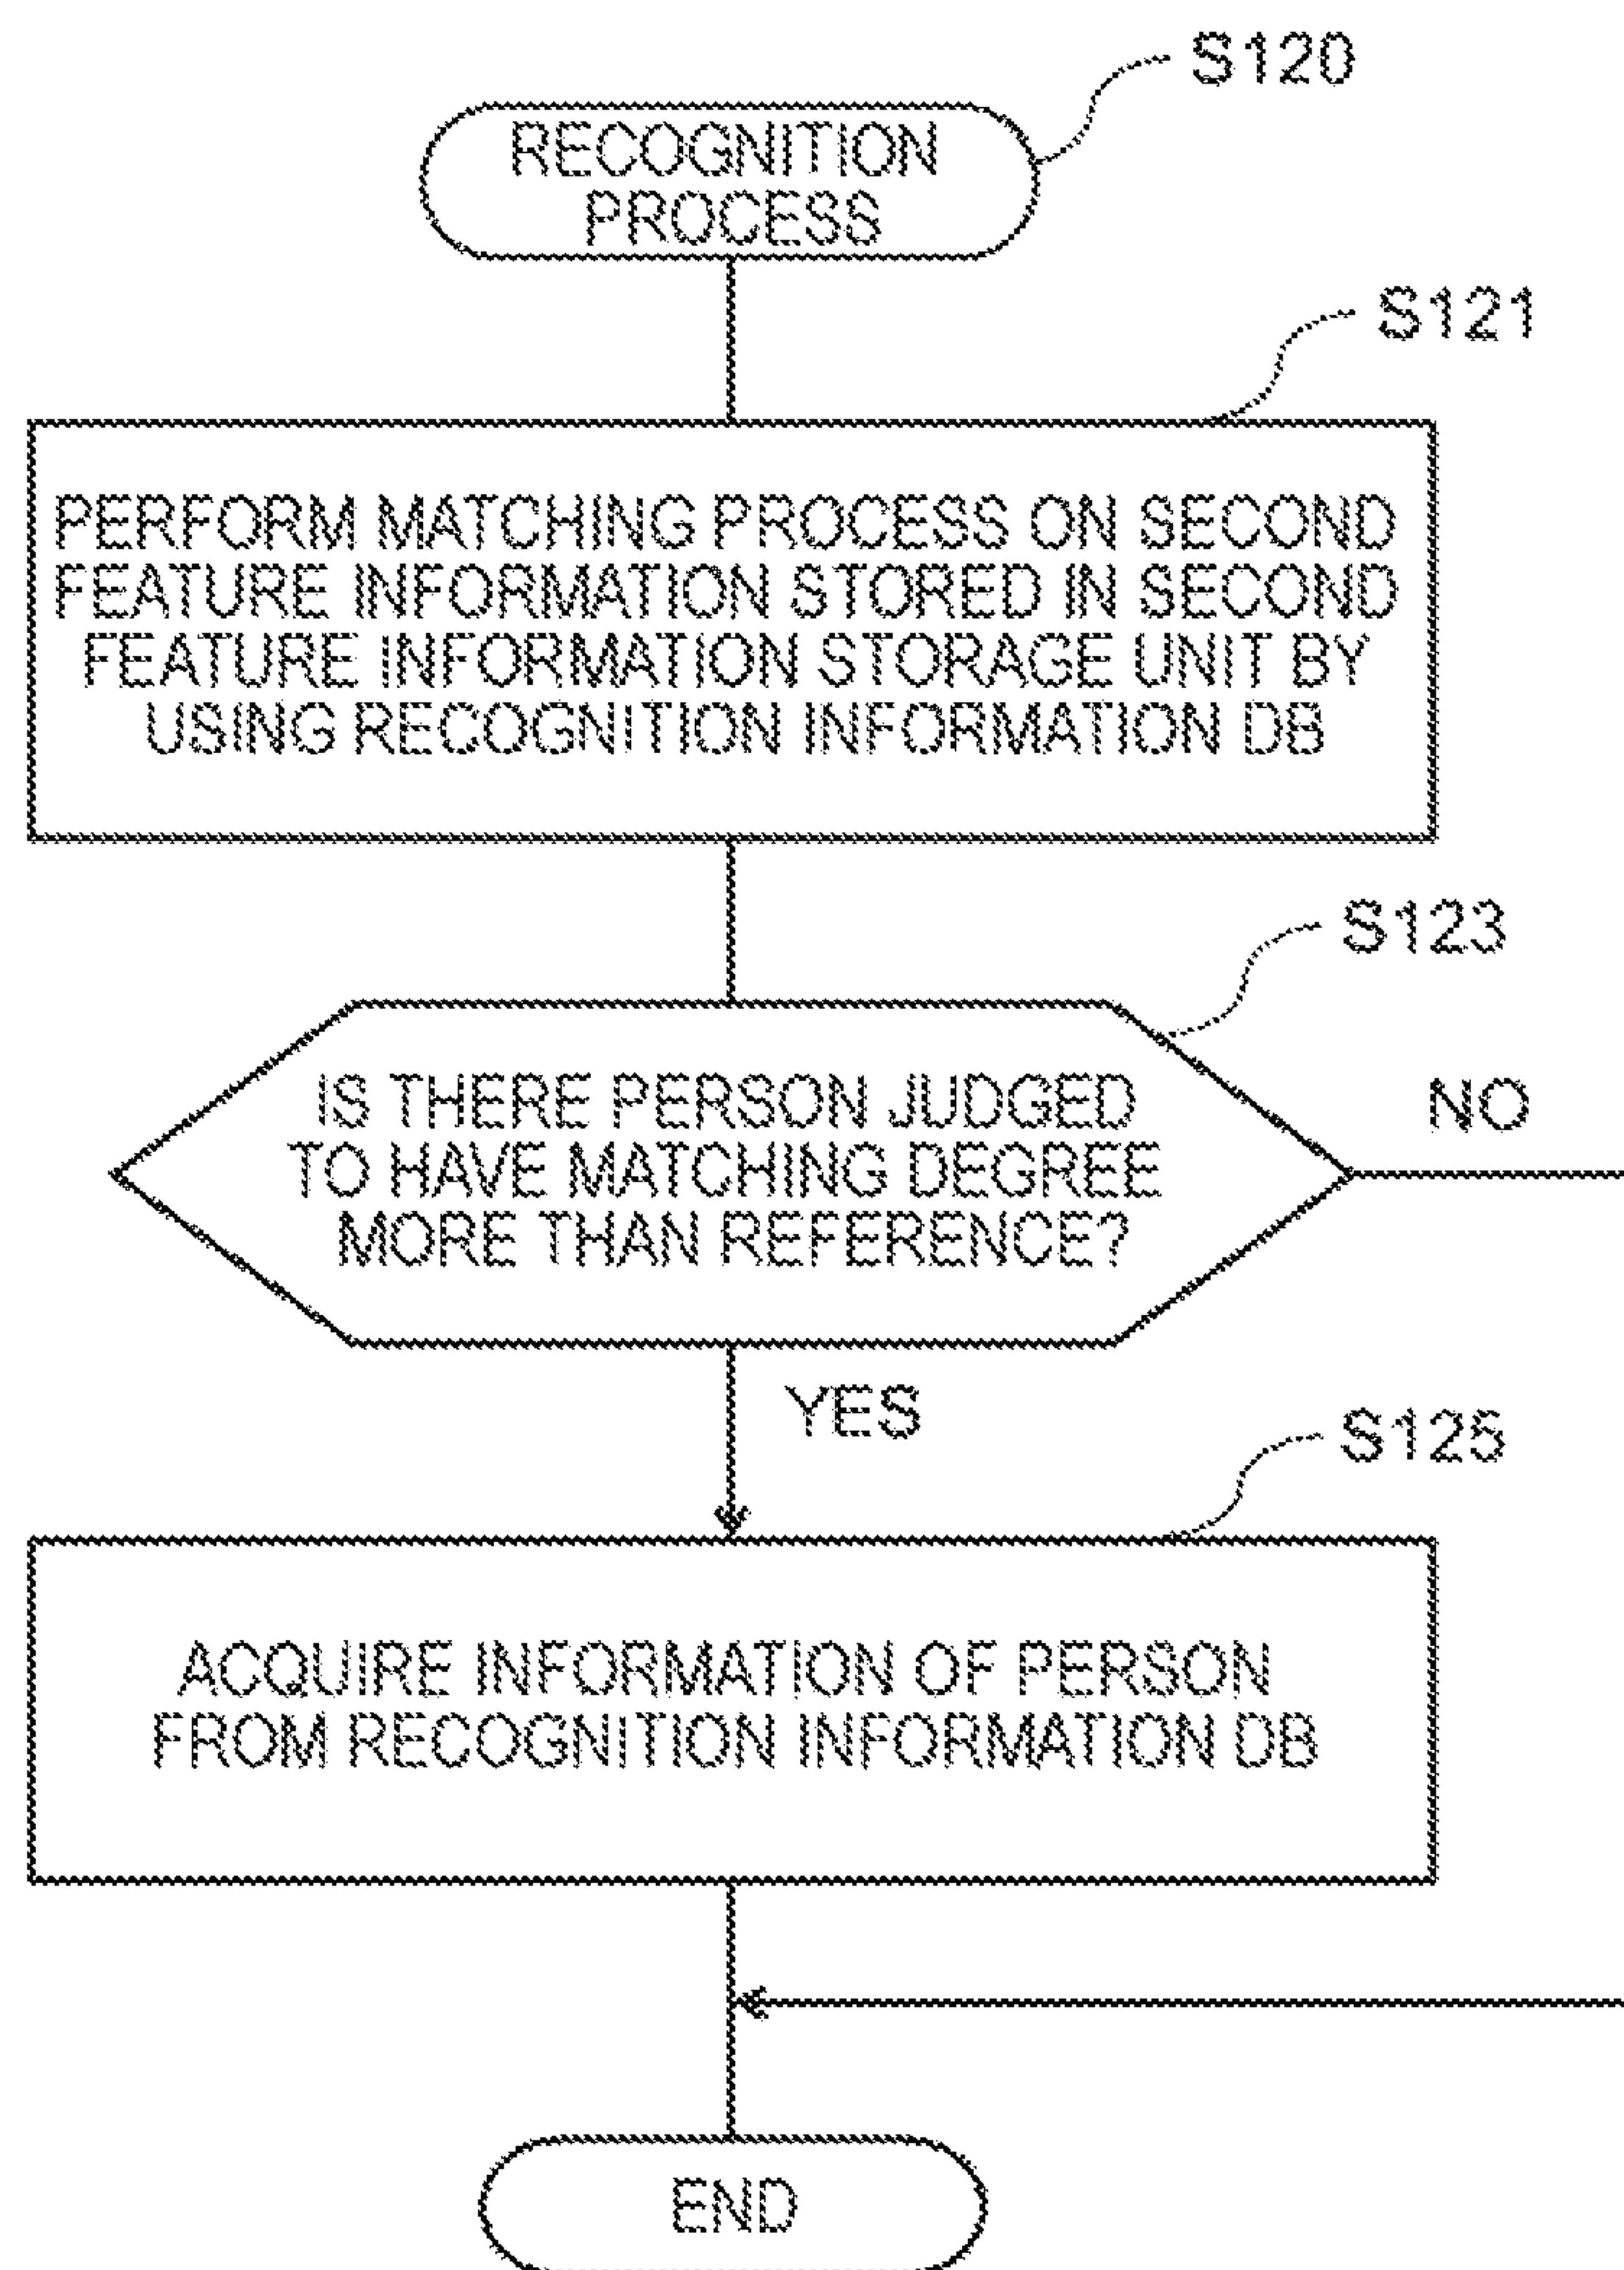 S120
RECOGNITION
PROCESS
S121
PERFORM MATCHING PROCESS ON SECOND
FEATURE INFORMATION STORED IN SECOND
FEATURE INFORMATION STORAGE UNIT BY
USING RECOGNITION INFORMATION DB
S123
IS THERE PERSON JUDGED
TO HAVE MATCHING DEGREE
MORE THAN REFERENCE?
NO
YES
S125
ACQUIRE INFORMATION OF PERSON
FROM RECOGNITION INFORMATION DB
END